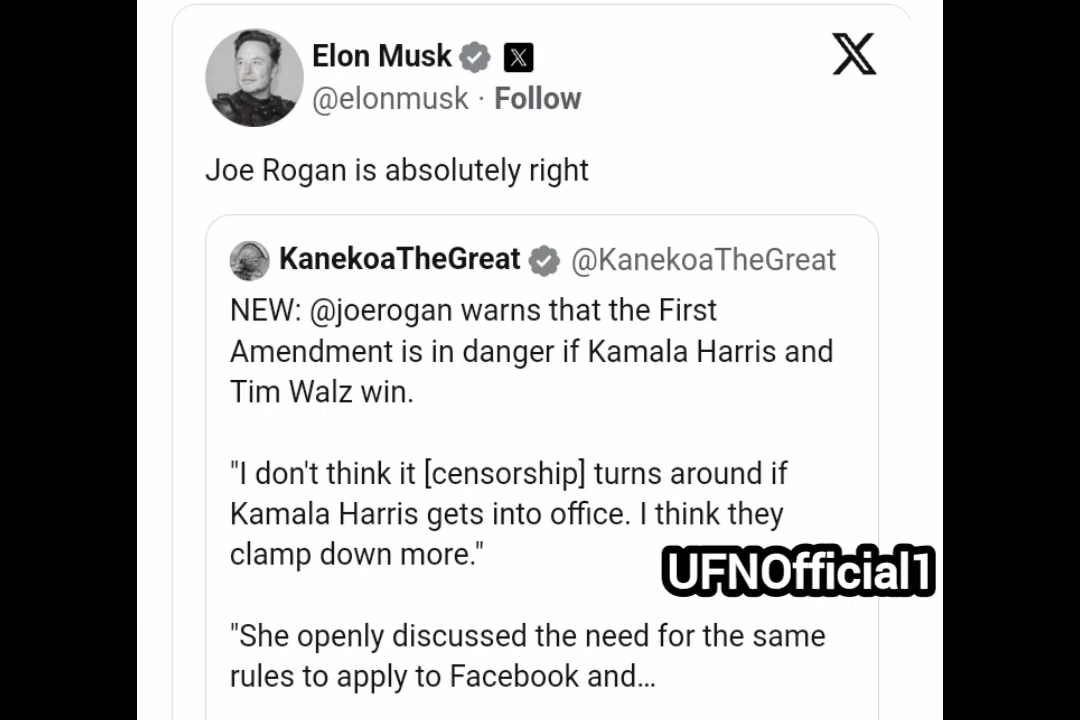 Elon Musk
@elonmusk · Follow
Joe Rogan is absolutely right
KanekoaTheGreat @KanekoaTheGreat
NEW: @joerogan warns that the First
Amendment is in danger if Kamala Harris and
Tim Walz win.
"I don't think it [censorship] turns around if
Kamala Harris gets into office. I think they
clamp down more."
UFNOfficial1
"She openly discussed the need for the same
rules to apply to Facebook and…